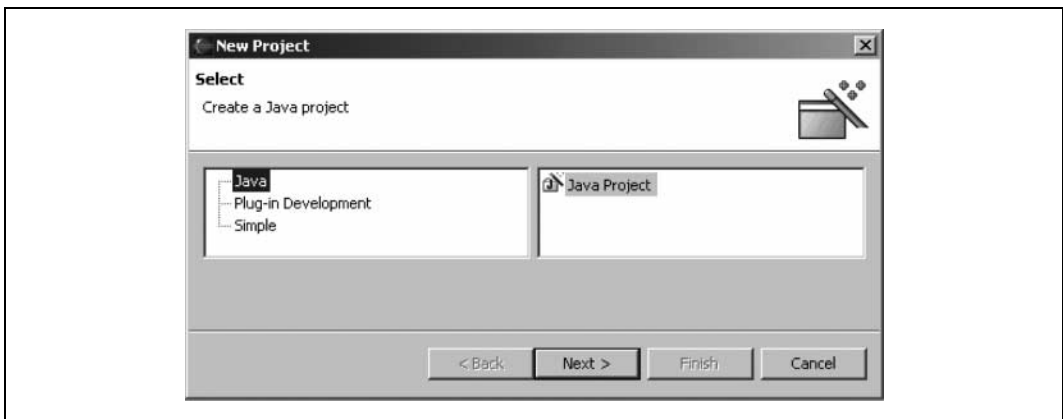 New Project
Select
Create a Java project
Java
Plug-in Development
Simple
Java Project
< Back
Next >
Finish
Cancel